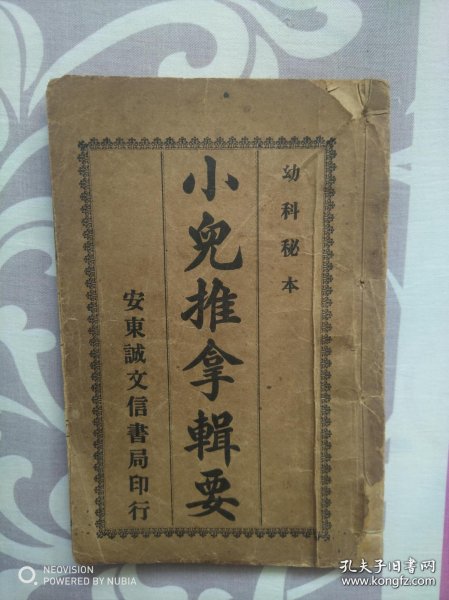 幼科秘本
小兒推拿輯要
安東誠文信書局印行
NEOVISION
POWERED BY NUBIA
孔夫子旧书网
www.kongfz.com